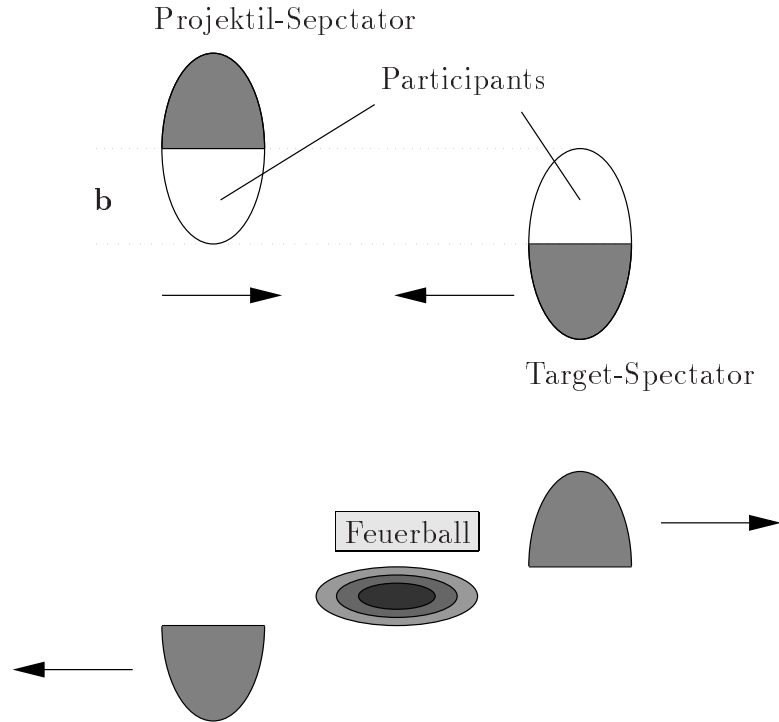 Projektil-Sepctator
Participants
b
Target-Spectator
Feuerball